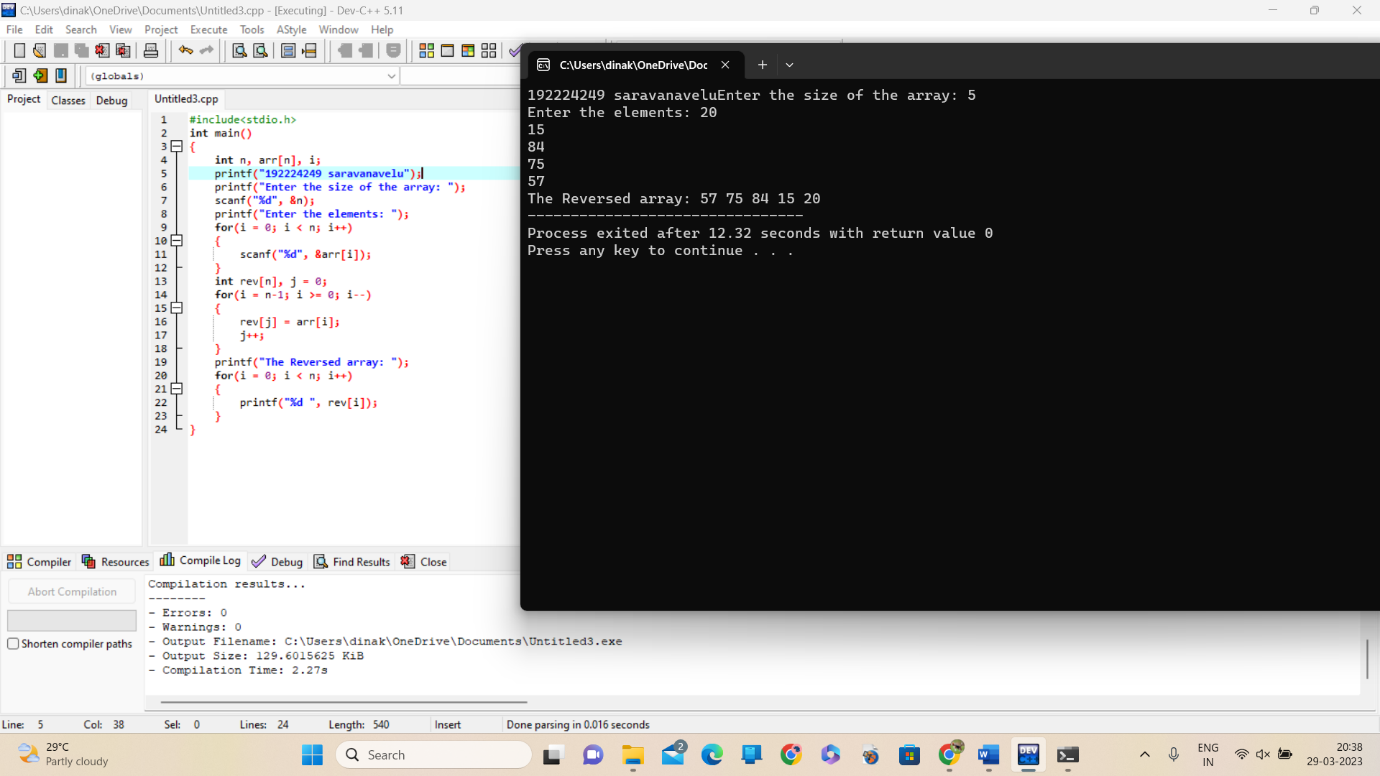 C:\Users\dinak\OneDrive\Documents\Untitled3.cpp - [Executing] - Dev-C++ 5.11
File Edit Search View Project Execute Tools AStyle Window Help
(globals)
Project Classes Debug
Untitled3.cpp
1 #include<stdio.h>
2 int main()
3 {
4 int n, arr[n], i;
5 printf("192224249 saravanavelu");
6 printf("Enter the size of the array: ");
7 scanf("%d", &n);
8 printf("Enter the elements: ");
9 for(i = 0; i < n; i++)
10 {
11 scanf("%d", &arr[i]);
12 }
13 int rev[n], j = 0;
14 for(i = n-1; i >= 0; i--)
15 {
16 rev[j] = arr[i];
17 j++;
18 }
19 printf("The Reversed array: ");
20 for(i = 0; i < n; i++)
21 {
22 printf("%d ", rev[i]);
23 }
24 }
C:\Users\dinak\OneDrive\Doc
192224249 saravanaveluEnter the size of the array: 5
Enter the elements: 20
15
84
75
57
The Reversed array: 57 75 84 15 20
--------------------------------
Process exited after 12.32 seconds with return value 0
Press any key to continue . . .
Compiler Resources Compile Log Debug Find Results Close
Abort Compilation
Shorten compiler paths
Compilation results...
--------
- Errors: 0
- Warnings: 0
- Output Filename: C:\Users\dinak\OneDrive\Documents\Untitled3.exe
- Output Size: 129.6015625 KiB
- Compilation Time: 2.27s
Line: 5 Col: 38 Sel: 0 Lines: 24 Length: 540 Insert Done parsing in 0.016 seconds
29°C
Partly cloudy
Search
2
DEV
C++
ENG
IN
20:38
29-03-2023